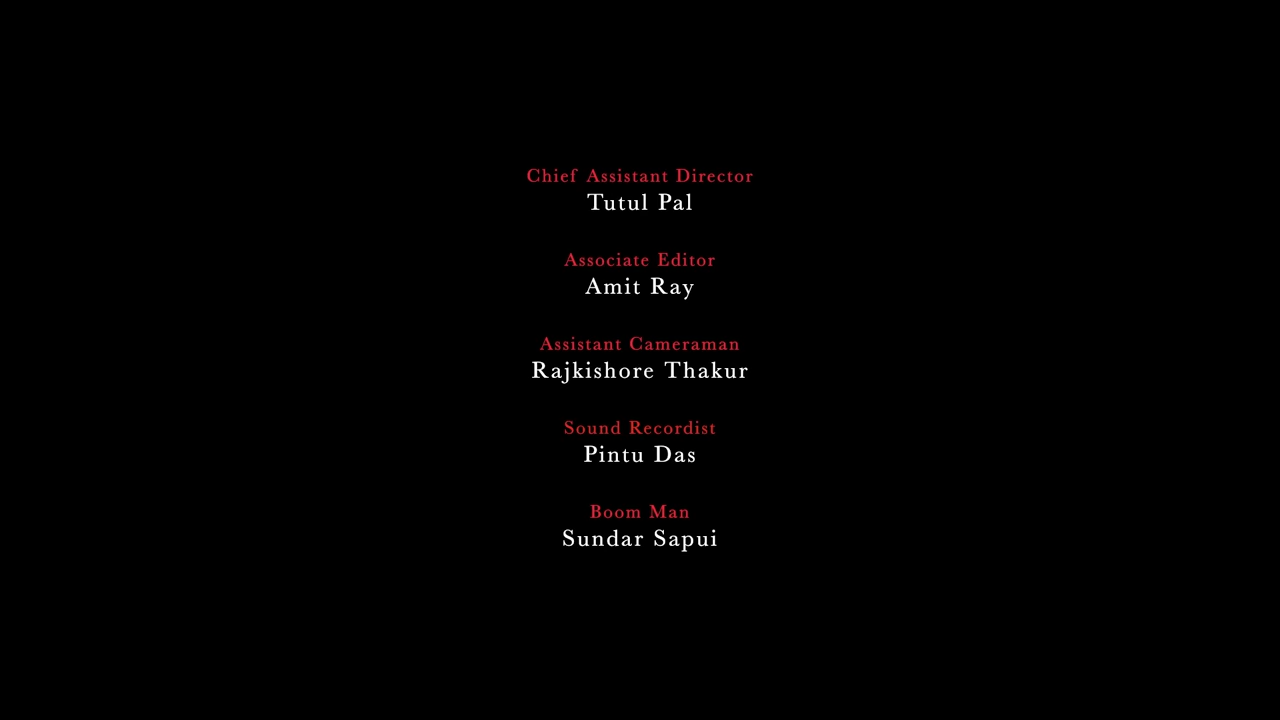 Chief Assistant Director
Tutul Pal
Associate Editor
Amit Ray
Assistant Cameraman
Rajkishore Thakur
Sound Recordist
Pintu Das
Boom Man
Sundar Sapui